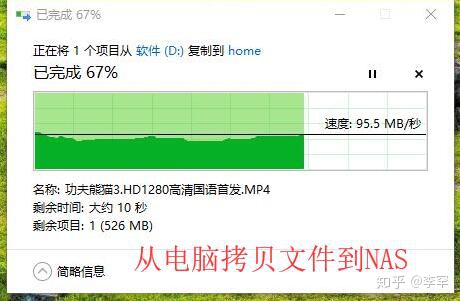 已完成 67%
正在将 1 个项目从 软件 (D:) 复制到 home
已完成 67%
速度: 95.5 MB/秒
名称: 功夫熊猫3.HD1280高清国语首发.MP4
剩余时间: 大约 10 秒
剩余项目: 1 (526 MB)
从电脑拷贝文件到NAS
简略信息
知乎 @李军